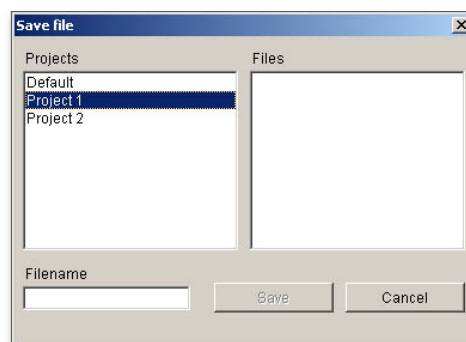 Save file
Projects
Files
Default
Project 1
Project 2
Filename
Save
Cancel